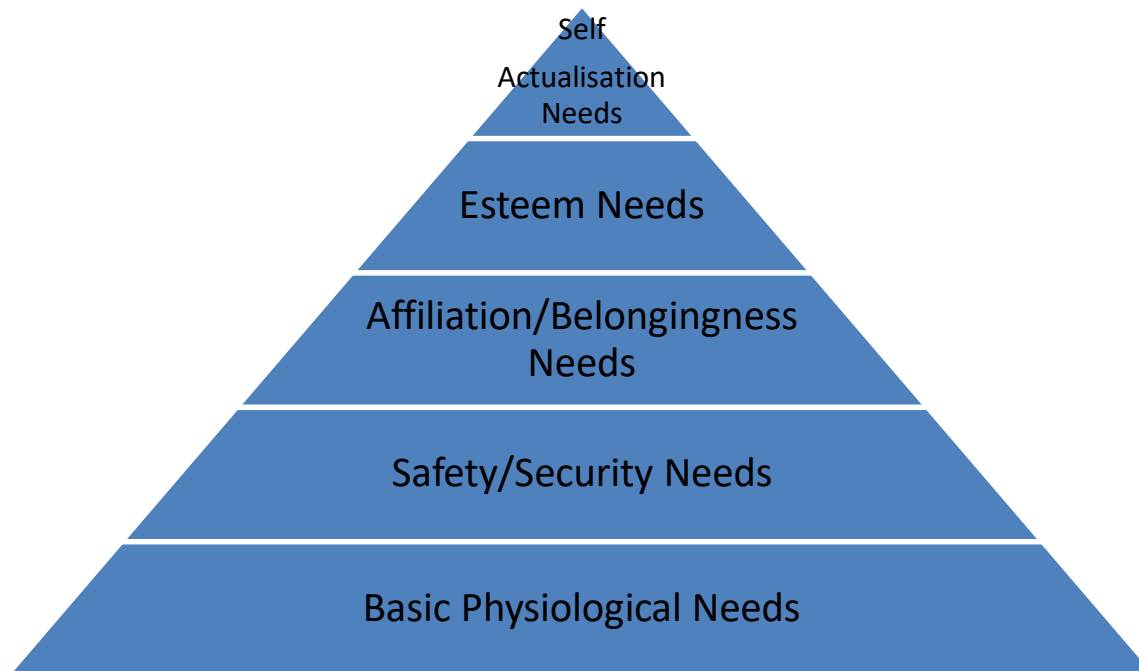 Self
Actualisation
Needs
Esteem Needs
Affiliation/Belongingness
Needs
Safety/Security Needs
Basic Physiological Needs